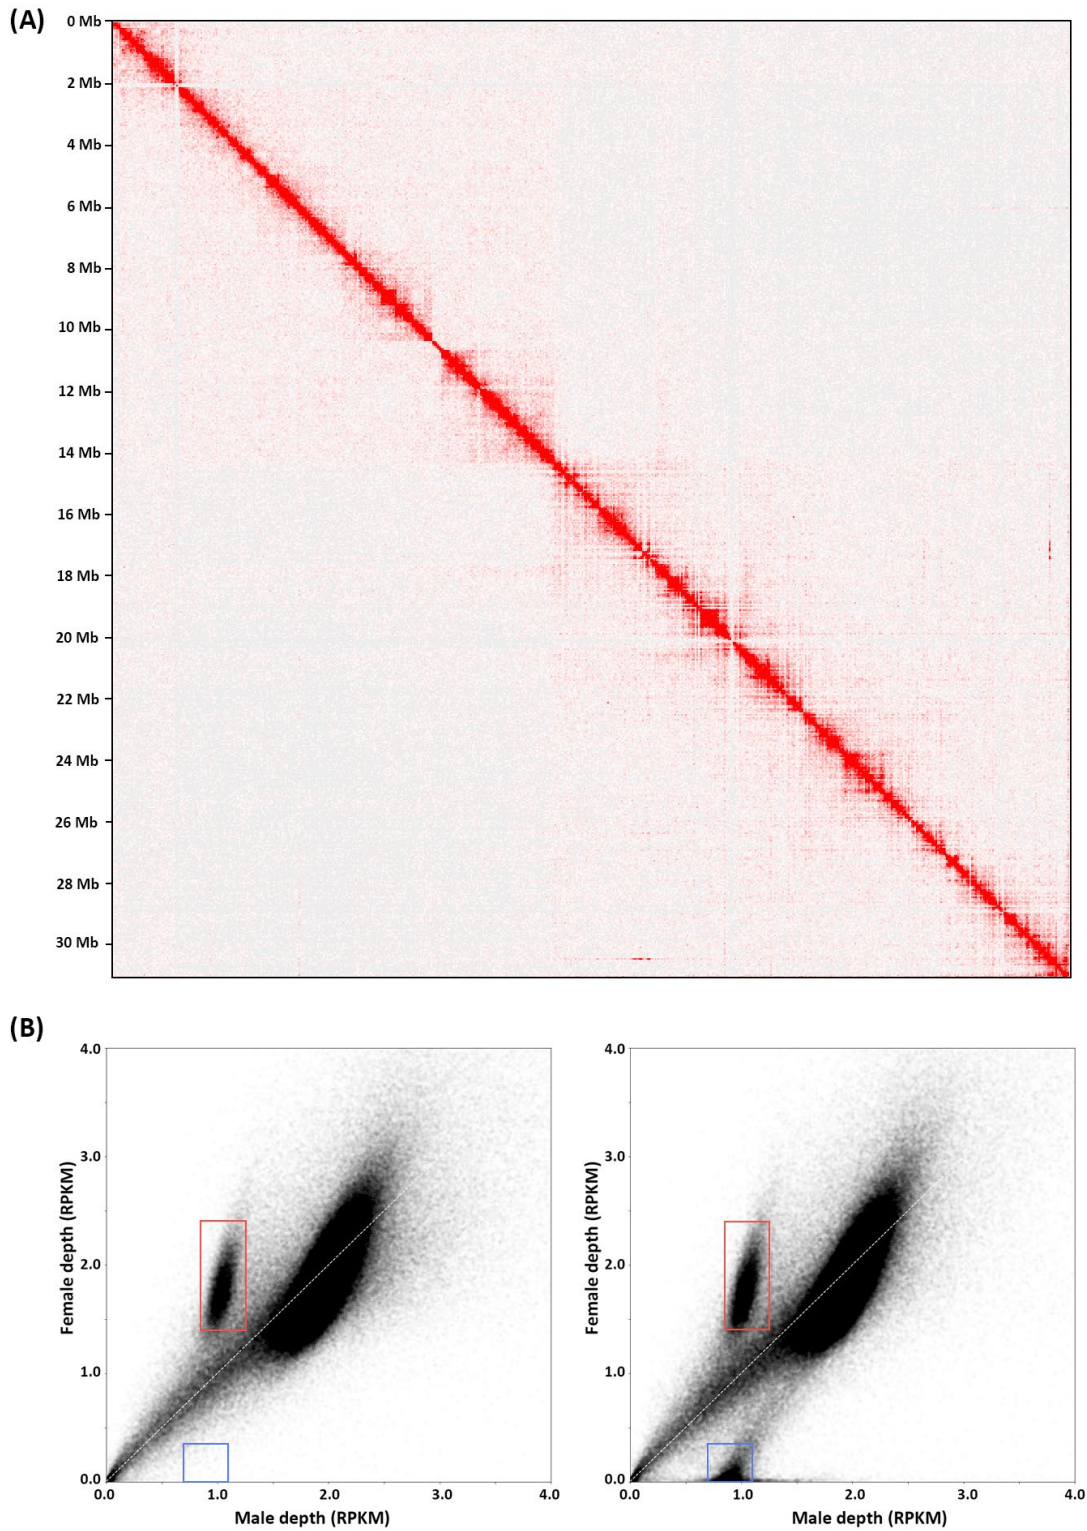 (A)
0 Mb
2 Mb
4 Mb
6 Mb
8 Mb
10 Mb
12 Mb
14 Mb
16 Mb
18 Mb
20 Mb
22 Mb
24 Mb
26 Mb
28 Mb
30 Mb
(B)
4.0
3.0
2.0
1.0
0.0
Female depth (RPKM)
0.0 1.0 2.0 3.0 4.0
Male depth (RPKM)
4.0
3.0
2.0
1.0
0.0
Female depth (RPKM)
0.0 1.0 2.0 3.0 4.0
Male depth (RPKM)